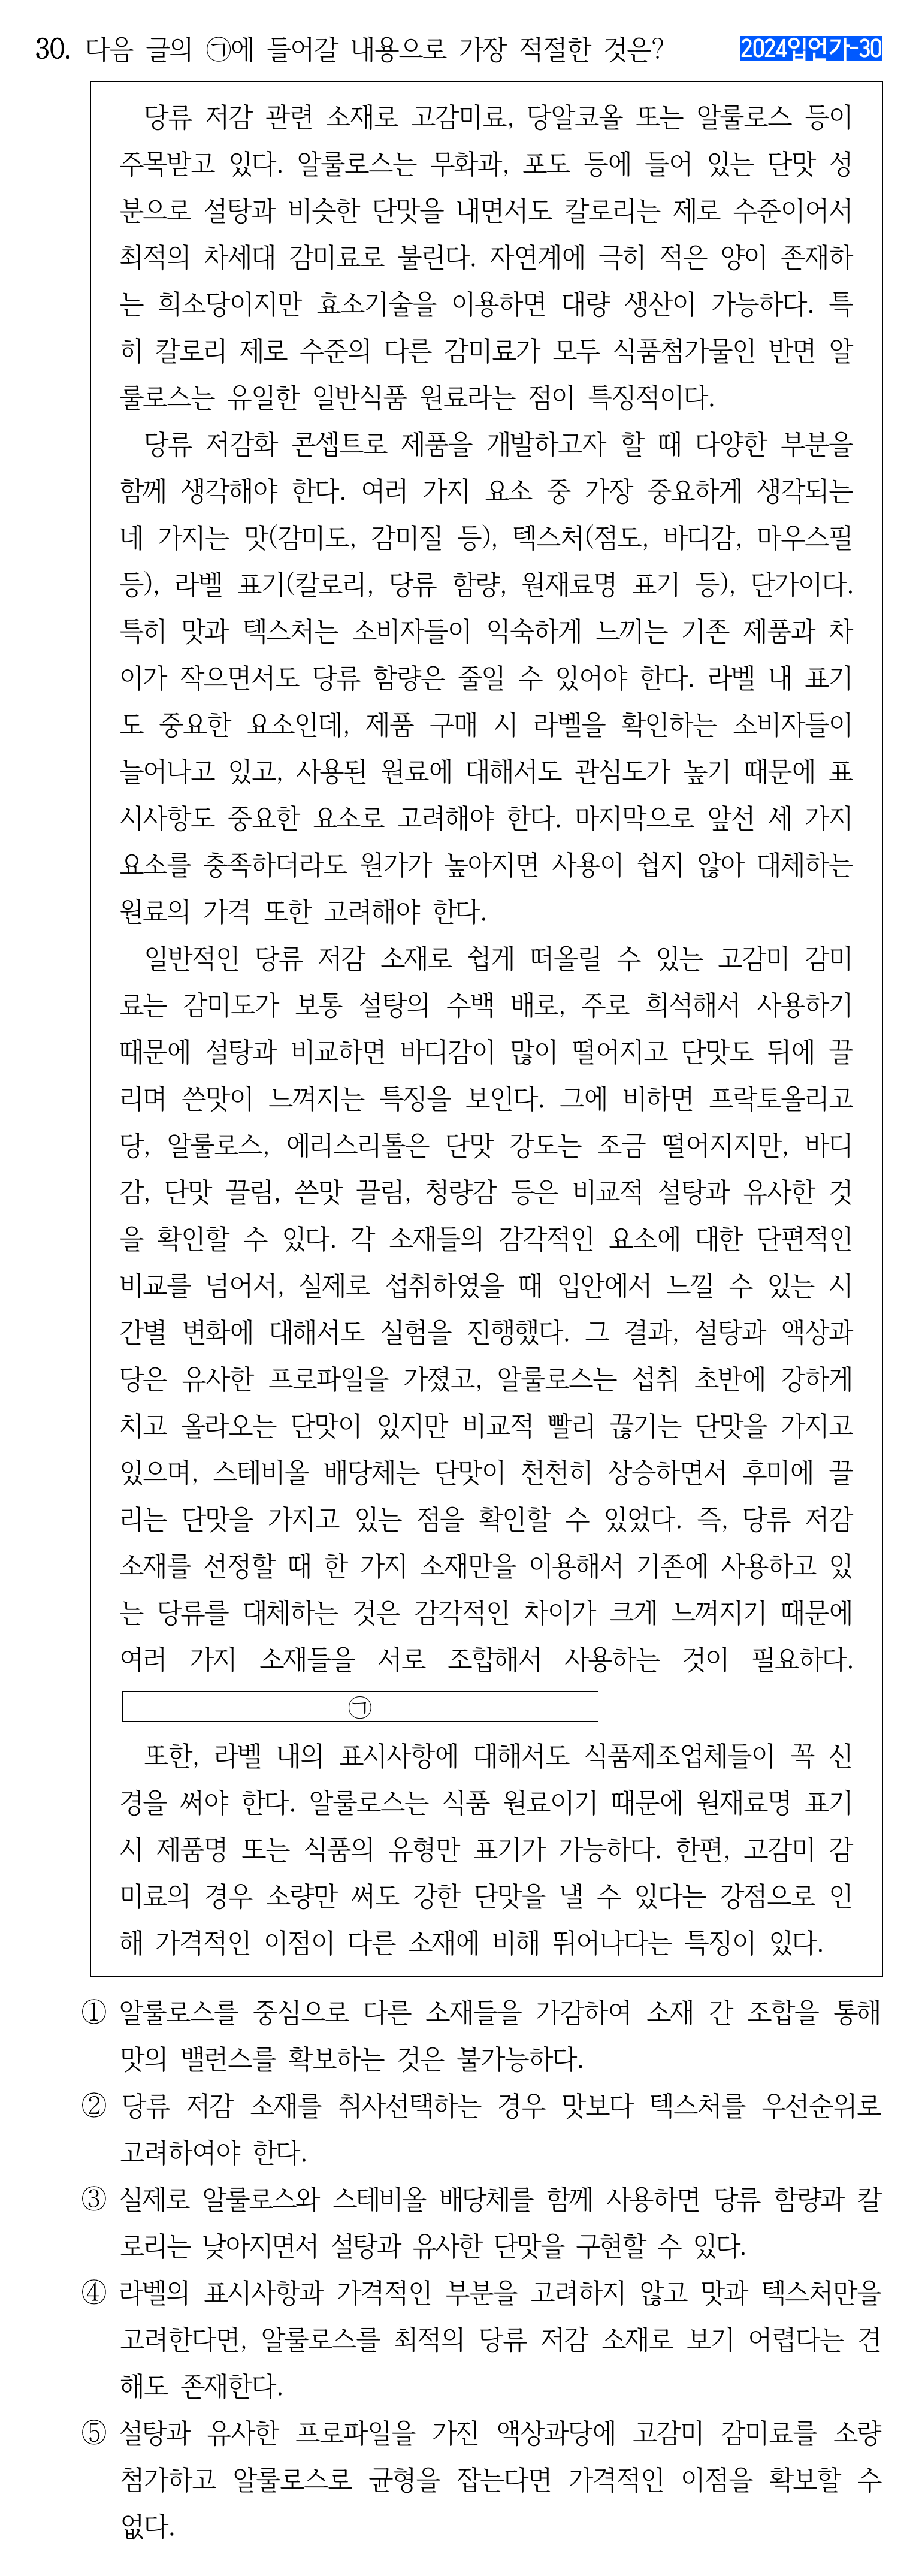 30. 다음 글의 ㉠에 들어갈 내용으로 가장 적절한 것은? 2024입언가-30
당류 저감 관련 소재로 고감미료, 당알코올 또는 알룰로스 등이
주목받고 있다. 알룰로스는 무화과, 포도 등에 들어 있는 단맛 성
분으로 설탕과 비슷한 단맛을 내면서도 칼로리는 제로 수준이어서
최적의 차세대 감미료로 불린다. 자연계에 극히 적은 양이 존재하
는 희소당이지만 효소기술을 이용하면 대량 생산이 가능하다. 특
히 칼로리 제로 수준의 다른 감미료가 모두 식품첨가물인 반면 알
룰로스는 유일한 일반식품 원료라는 점이 특징적이다.
당류 저감화 콘셉트로 제품을 개발하고자 할 때 다양한 부분을
함께 생각해야 한다. 여러 가지 요소 중 가장 중요하게 생각되는
네 가지는 맛(감미도, 감미질 등), 텍스처(점도, 바디감, 마우스필
등), 라벨 표기(칼로리, 당류 함량, 원재료명 표기 등), 단가이다.
특히 맛과 텍스처는 소비자들이 익숙하게 느끼는 기존 제품과 차
이가 작으면서도 당류 함량은 줄일 수 있어야 한다. 라벨 내 표기
도 중요한 요소인데, 제품 구매 시 라벨을 확인하는 소비자들이
늘어나고 있고, 사용된 원료에 대해서도 관심도가 높기 때문에 표
시사항도 중요한 요소로 고려해야 한다. 마지막으로 앞선 세 가지
요소를 충족하더라도 원가가 높아지면 사용이 쉽지 않아 대체하는
원료의 가격 또한 고려해야 한다.
일반적인 당류 저감 소재로 쉽게 떠올릴 수 있는 고감미 감미
료는 감미도가 보통 설탕의 수백 배로, 주로 희석해서 사용하기
때문에 설탕과 비교하면 바디감이 많이 떨어지고 단맛도 뒤에 끌
리며 쓴맛이 느껴지는 특징을 보인다. 그에 비하면 프락토올리고
당, 알룰로스, 에리스리톨은 단맛 강도는 조금 떨어지지만, 바디
감, 단맛 끌림, 쓴맛 끌림, 청량감 등은 비교적 설탕과 유사한 것
을 확인할 수 있다. 각 소재들의 감각적인 요소에 대한 단편적인
비교를 넘어서, 실제로 섭취하였을 때 입안에서 느낄 수 있는 시
간별 변화에 대해서도 실험을 진행했다. 그 결과, 설탕과 액상과
당은 유사한 프로파일을 가졌고, 알룰로스는 섭취 초반에 강하게
치고 올라오는 단맛이 있지만 비교적 빨리 끊기는 단맛을 가지고
있으며, 스테비올 배당체는 단맛이 천천히 상승하면서 후미에 끌
리는 단맛을 가지고 있는 점을 확인할 수 있었다. 즉, 당류 저감
소재를 선정할 때 한 가지 소재만을 이용해서 기존에 사용하고 있
는 당류를 대체하는 것은 감각적인 차이가 크게 느껴지기 때문에
여러 가지 소재들을 서로 조합해서 사용하는 것이 필요하다.
㉠
또한, 라벨 내의 표시사항에 대해서도 식품제조업체들이 꼭 신
경을 써야 한다. 알룰로스는 식품 원료이기 때문에 원재료명 표기
시 제품명 또는 식품의 유형만 표기가 가능하다. 한편, 고감미 감
미료의 경우 소량만 써도 강한 단맛을 낼 수 있다는 강점으로 인
해 가격적인 이점이 다른 소재에 비해 뛰어나다는 특징이 있다.
① 알룰로스를 중심으로 다른 소재들을 가감하여 소재 간 조합을 통해
맛의 밸런스를 확보하는 것은 불가능하다.
② 당류 저감 소재를 취사선택하는 경우 맛보다 텍스처를 우선순위로
고려하여야 한다.
③ 실제로 알룰로스와 스테비올 배당체를 함께 사용하면 당류 함량과 칼
로리는 낮아지면서 설탕과 유사한 단맛을 구현할 수 있다.
④ 라벨의 표시사항과 가격적인 부분을 고려하지 않고 맛과 텍스처만을
고려한다면, 알룰로스를 최적의 당류 저감 소재로 보기 어렵다는 견
해도 존재한다.
⑤ 설탕과 유사한 프로파일을 가진 액상과당에 고감미 감미료를 소량
첨가하고 알룰로스로 균형을 잡는다면 가격적인 이점을 확보할 수
없다.